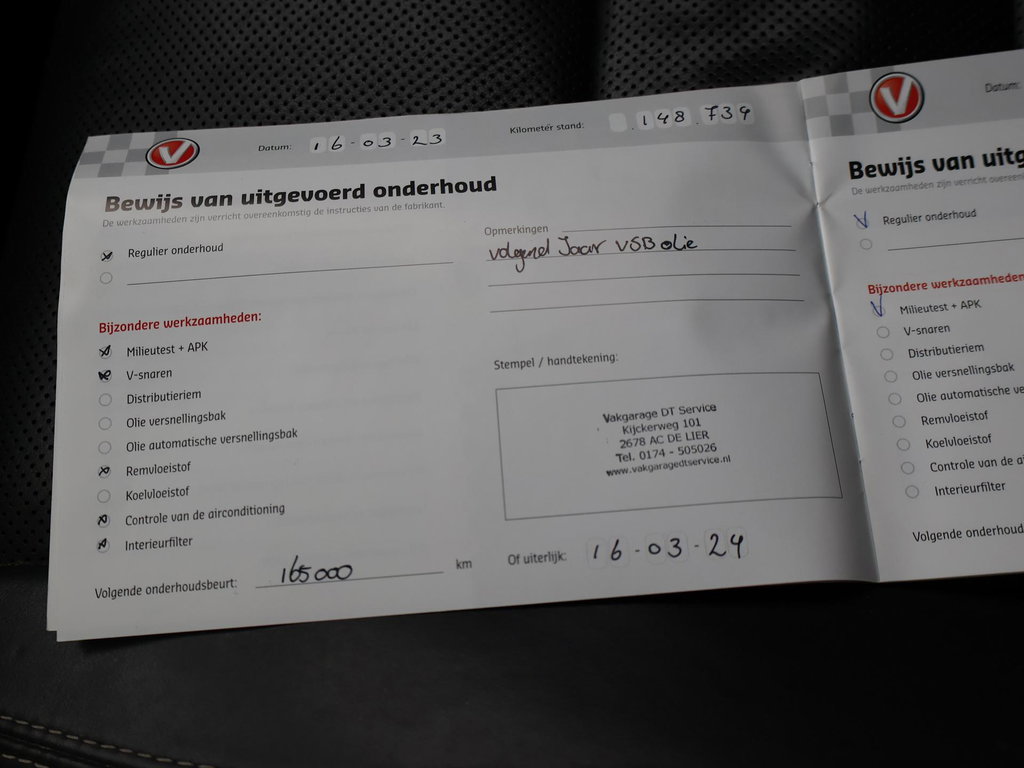 V
Datum: 16-03-23
Kilometer stand: 148.734
Bewijs van uitgevoerd onderhoud
De werkzaamheden zijn verricht overeenkomstig de instructies van de fabrikant.
Regulier onderhoud
Bijzondere werkzaamheden:
Milieutest + APK
V-snaren
Distributieriem
Olie versnellingsbak
Olie automatische versnellingsbak
Remvloeistof
Koelvloeistof
Controle van de airconditioning
Interieurfilter
Volgende onderhoudsbeurt: 165000 km
Opmerkingen
volgend Jaar VSB olie
Stempel / handtekening:
Vakgarage DT Service
Kijckerweg 101
2678 AC DE LIER
Tel. 0174 - 505026
www.vakgaragedtservice.nl
Of uiterlijk: 16-03-24
V
Datum:
Bewijs van uitg
De werkzaamheden zijn verricht overeen
Regulier onderhoud
Bijzondere werkzaamheden
Milieutest + APK
V-snaren
Distributieriem
Olie versnellingsbak
Olie automatische ve
Remvloeistof
Koelvloeistof
Controle van de ai
Interieurfilter
Volgende onderhoud